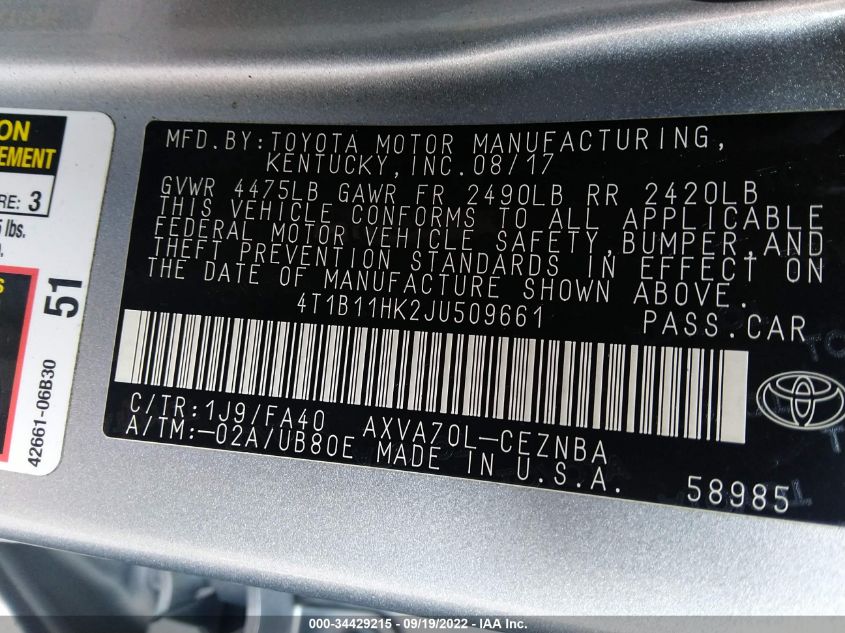 ON
EMENT
RE: 3
lbs.
51
42661-06B30
MFD.BY:TOYOTA MOTOR MANUFACTURING,
KENTUCKY,INC.08/17
GVWR 4475LB GAWR FR 2490LB RR 2420LB
THIS VEHICLE CONFORMS TO ALL APPLICABLE
FEDERAL MOTOR VEHICLE SAFETY,BUMPER,AND
THEFT PREVENTION STANDARDS IN EFFECT ON
THE DATE OF MANUFACTURE SHOWN ABOVE.
4T1B11HK2JU509661 PASS.CAR
C/TR:1J9/FA40 AXVA70L-CEZNBA
A/TM:-02A/UB80E MADE IN U.S.A.
58985
000-34429215 - 09/19/2022 - IAA Inc.